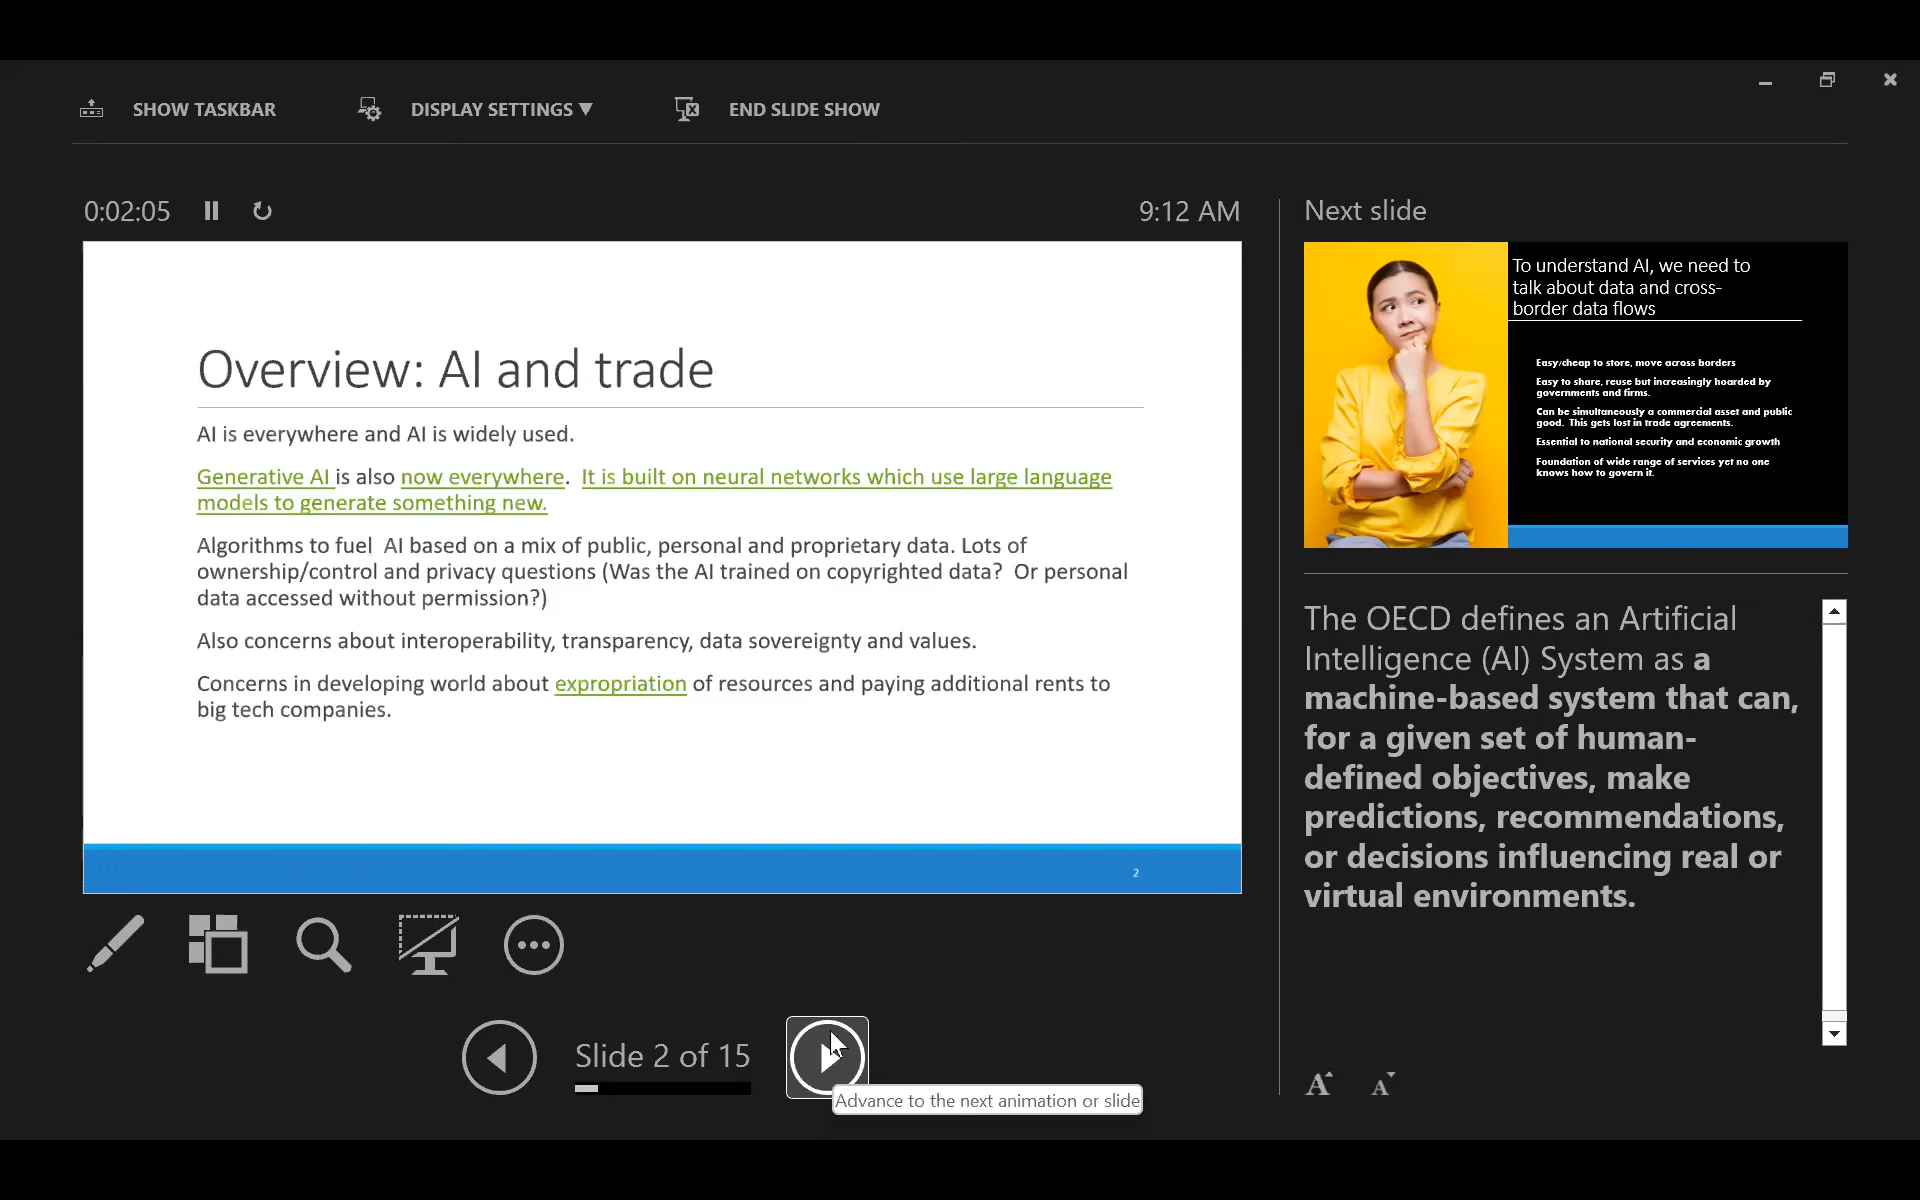 SHOW TASKBAR
DISPLAY SETTINGS ▼
END SLIDE SHOW
0:02:05
9:12 AM
Overview: AI and trade
AI is everywhere and AI is widely used.
Generative AI is also now everywhere.  It is built on neural networks which use large language
models to generate something new.
Algorithms to fuel  AI based on a mix of public, personal and proprietary data. Lots of
ownership/control and privacy questions (Was the AI trained on copyrighted data?  Or personal
data accessed without permission?)
Also concerns about interoperability, transparency, data sovereignty and values.
Concerns in developing world about expropriation of resources and paying additional rents to
big tech companies.
2
Slide 2 of 15
Advance to the next animation or slide
Next slide
To understand AI, we need to
talk about data and cross-
border data flows
Easy/cheap to store, move across borders
Easy to share, reuse but increasingly hoarded by
governments and firms.
Can be simultaneously a commercial asset and public
good.  This gets lost in trade agreements.
Essential to national security and economic growth
Foundation of wide range of services yet no one
knows how to govern it.
The OECD defines an Artificial
Intelligence (AI) System as a
machine-based system that can,
for a given set of human-
defined objectives, make
predictions, recommendations,
or decisions influencing real or
virtual environments.
A A